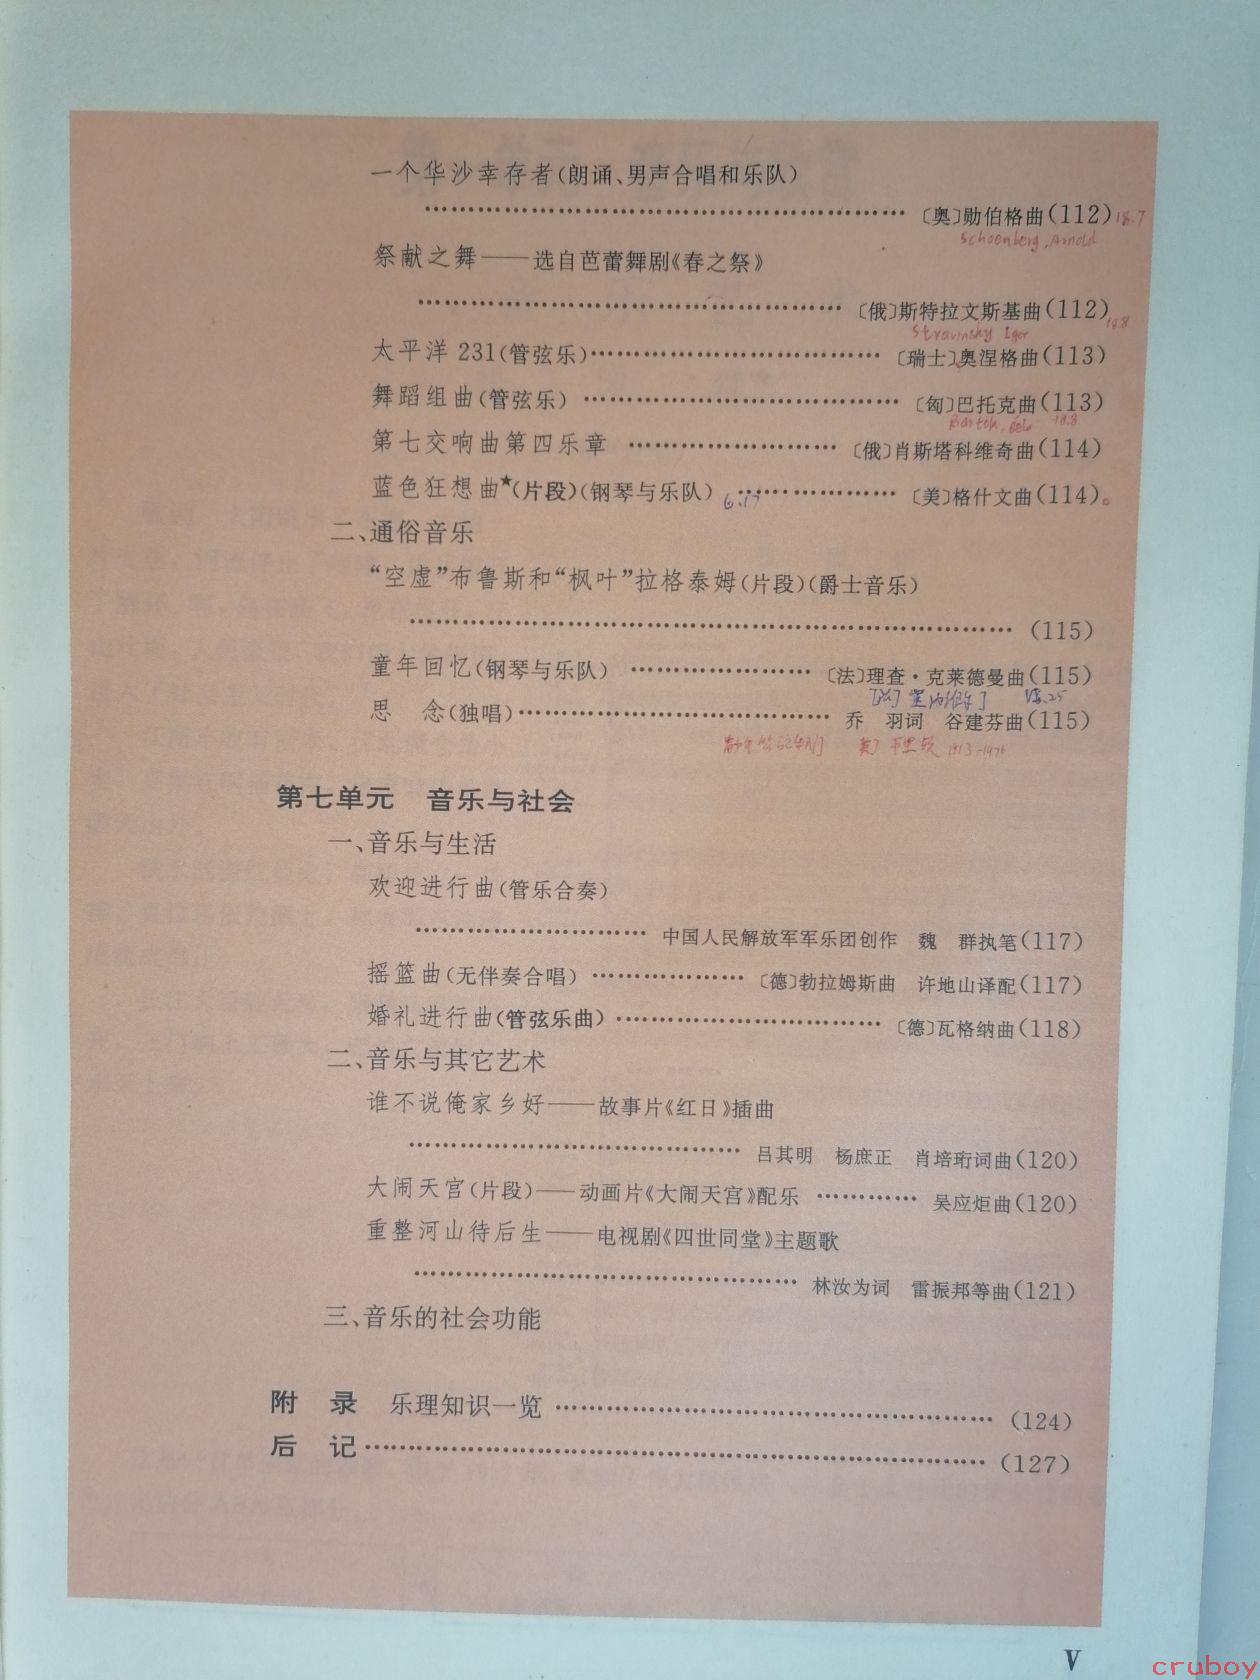 一个华沙幸存者(朗诵、男声合唱和乐队)
………………………………………………〔奥〕勋伯格曲(112) 18.7
Schoenberg, Arnold
祭献之舞——选自芭蕾舞剧《春之祭》
………………………………………〔俄〕斯特拉文斯基曲(112) 18.8
Stravinsky Igor
太平洋 231(管弦乐)……………………………〔瑞士〕奥涅格曲(113)
舞蹈组曲(管弦乐) ………………………………〔匈〕巴托克曲(113)
Bartok, Bela 18.8
第七交响曲第四乐章 ……………………〔俄〕肖斯塔科维奇曲(114)
蓝色狂想曲★(片段)(钢琴与乐队) ………………〔美〕格什文曲(114)。
6.17
二、通俗音乐
“空虚”布鲁斯和“枫叶”拉格泰姆(片段)(爵士音乐)
……………………………………………………………(115)
童年回忆(钢琴与乐队) …………………〔法〕理查·克莱德曼曲(115)
思　念(独唱)……………………………… 乔　羽词　谷建芬曲(115)
1913-1976
第七单元　音乐与社会
一、音乐与生活
欢迎进行曲(管乐合奏)
……………………… 中国人民解放军军乐团创作　魏　群执笔(117)
摇篮曲(无伴奏合唱) ………………〔德〕勃拉姆斯曲　许地山译配(117)
婚礼进行曲(管弦乐曲)…………………………〔德〕瓦格纳曲(118)
二、音乐与其它艺术
谁不说俺家乡好——故事片《红日》插曲
………………………………… 吕其明　杨庶正　肖培珩词曲(120)
大闹天宫(片段)——动画片《大闹天宫》配乐 ………… 吴应炬曲(120)
重整河山待后生——电视剧《四世同堂》主题歌
……………………………………… 林汝为词　雷振邦等曲(121)
三、音乐的社会功能
附　录　乐理知识一览 ……………………………………………(124)
后　记………………………………………………………………(127)
V
cruboy